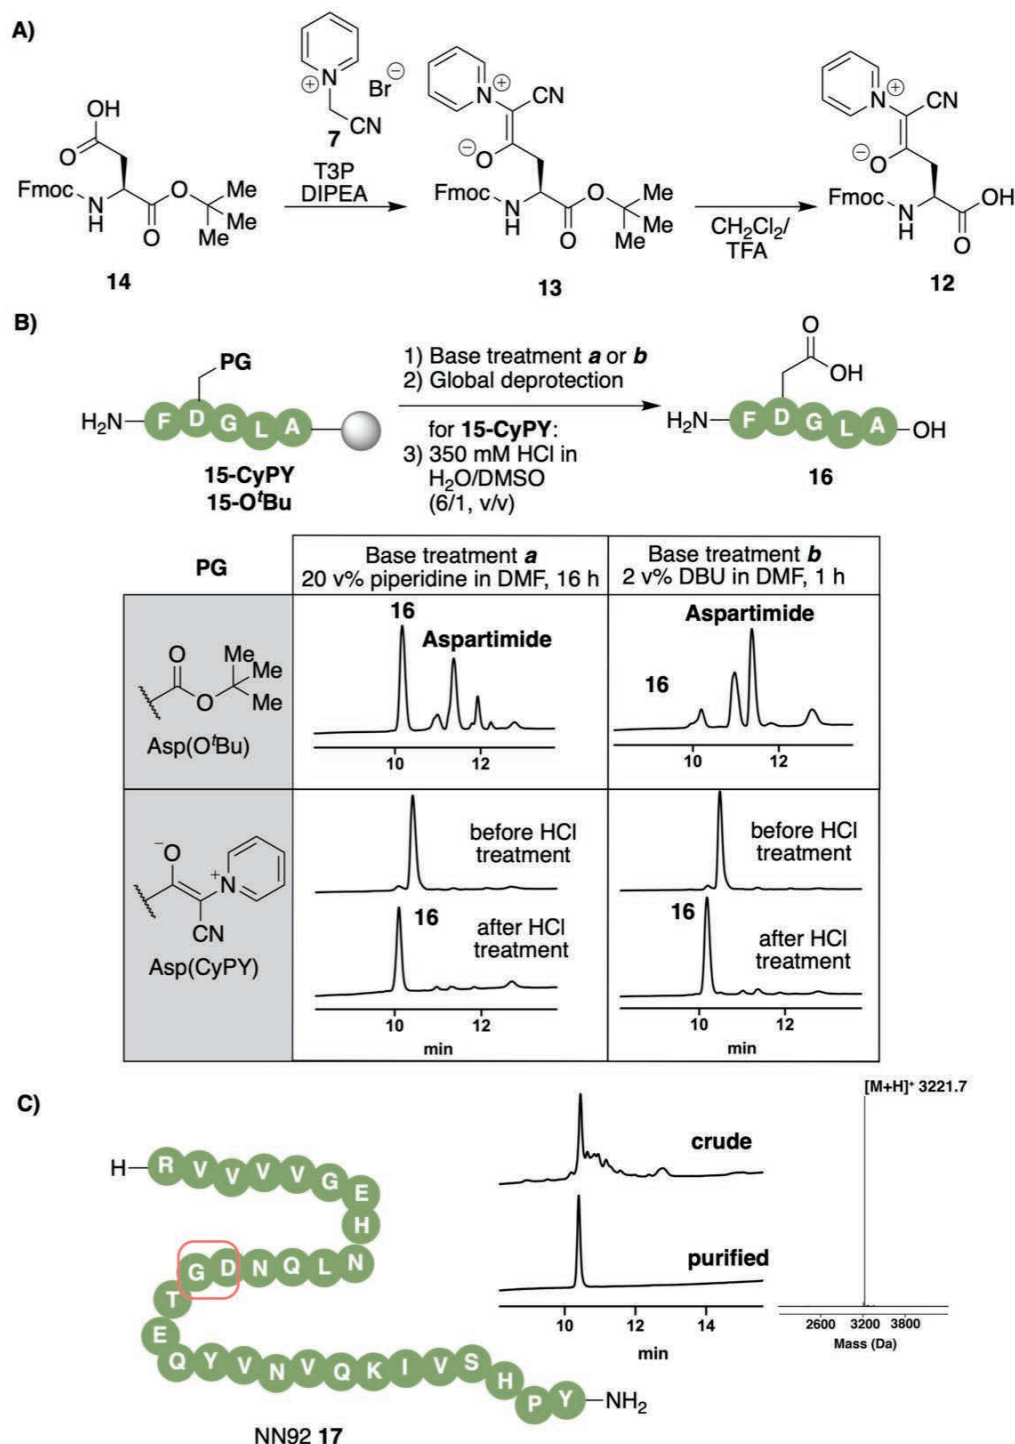 A)
N
+
Br−
CN
7
T3P
DIPEA
OH
O
Fmoc
N
H
O
O
Me
Me
Me
14
N
+
CN
−
O
Fmoc
N
H
O
O
Me
Me
Me
13
CH2Cl2/
TFA
N
+
CN
−
O
Fmoc
N
H
OH
O
12
B)
PG
H2N F D G L A
15-CyPY
15-OtBu
1) Base treatment a or b
2) Global deprotection
for 15-CyPY:
3) 350 mM HCl in
H2O/DMSO
(6/1, v/v)
O
OH
H2N F D G L A OH
16
PG
Base treatment a
20 v% piperidine in DMF, 16 h
Base treatment b
2 v% DBU in DMF, 1 h
O
O
Me
Me
Me
Asp(OtBu)
16
Aspartimide
10 12
Aspartimide
16
10 12
−O
N
+
CN
Asp(CyPY)
before HCl
treatment
16
after HCl
treatment
10 12
min
before HCl
treatment
16
after HCl
treatment
10 12
min
C)
H R V V V V G E
H
G D N Q L N
T
E
Q Y V N V Q K I V S
H
P Y NH2
NN92 17
crude
purified
10 12 14
min
[M+H]+ 3221.7
2600 3200 3800
Mass (Da)